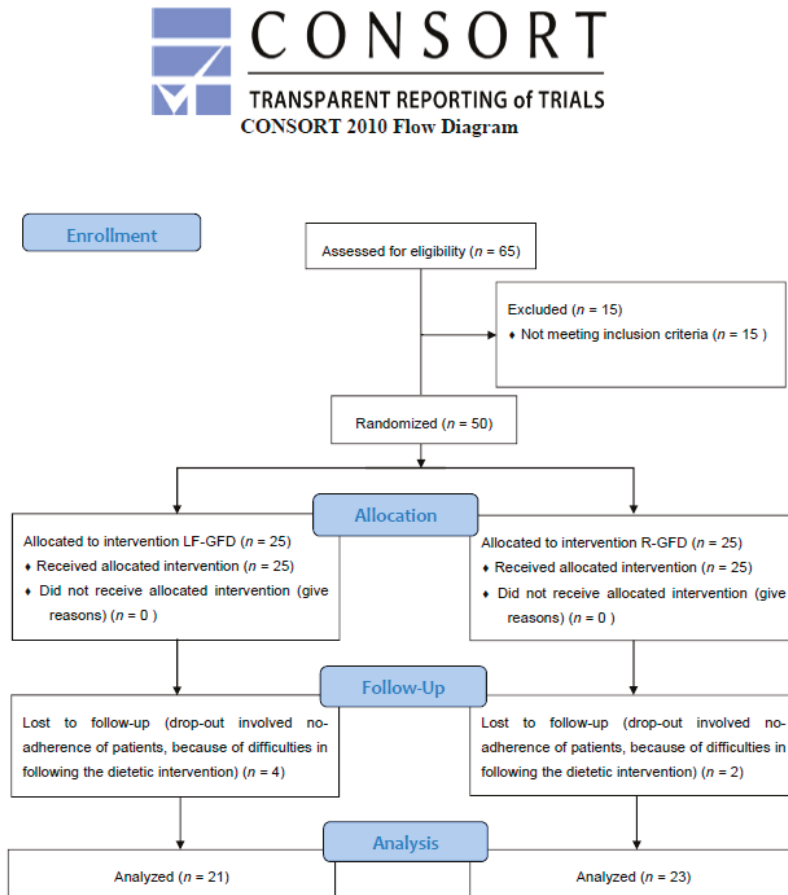 CONSORT
TRANSPARENT REPORTING of TRIALS
CONSORT 2010 Flow Diagram
Enrollment
Assessed for eligibility (n = 65)
Excluded (n = 15)
♦ Not meeting inclusion criteria (n = 15 )
Randomized (n = 50)
Allocation
Allocated to intervention LF-GFD (n = 25)
♦ Received allocated intervention (n = 25)
♦ Did not receive allocated intervention (give
reasons) (n = 0 )
Allocated to intervention R-GFD (n = 25)
♦ Received allocated intervention (n = 25)
♦ Did not receive allocated intervention (give
reasons) (n = 0 )
Follow-Up
Lost to follow-up (drop-out involved no-
adherence of patients, because of difficulties in
following the dietetic intervention) (n = 4)
Lost to follow-up (drop-out involved no-
adherence of patients, because of difficulties in
following the dietetic intervention) (n = 2)
Analysis
Analyzed (n = 21)
Analyzed (n = 23)